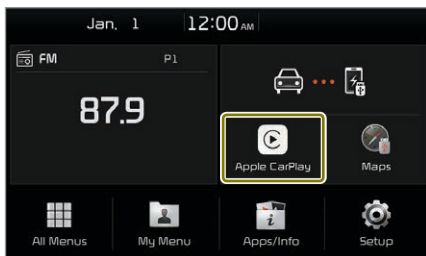 Jan. 1 12:00 AM
FM P1
87.9
Apple CarPlay
Maps
All Menus
My Menu
Apps/Info
Setup